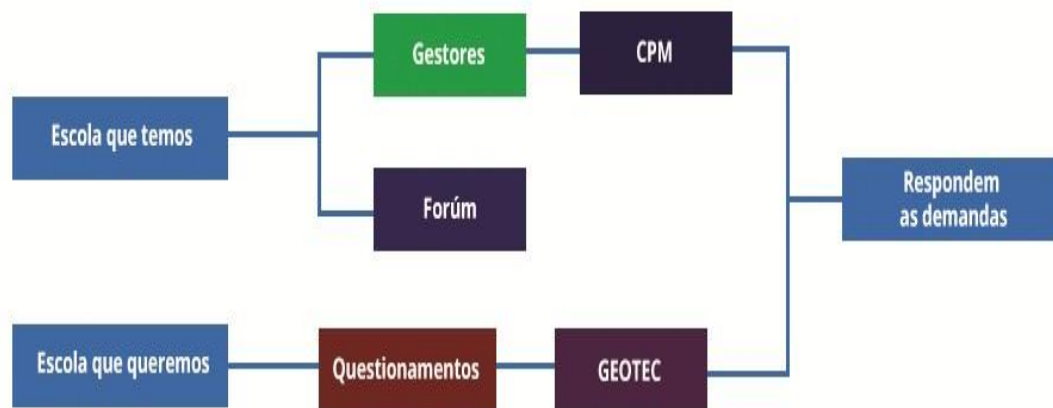 Gestores
CPM
Escola que temos
Forúm
Respondem
as demandas
Escola que queremos
Questionamentos
GEOTEC